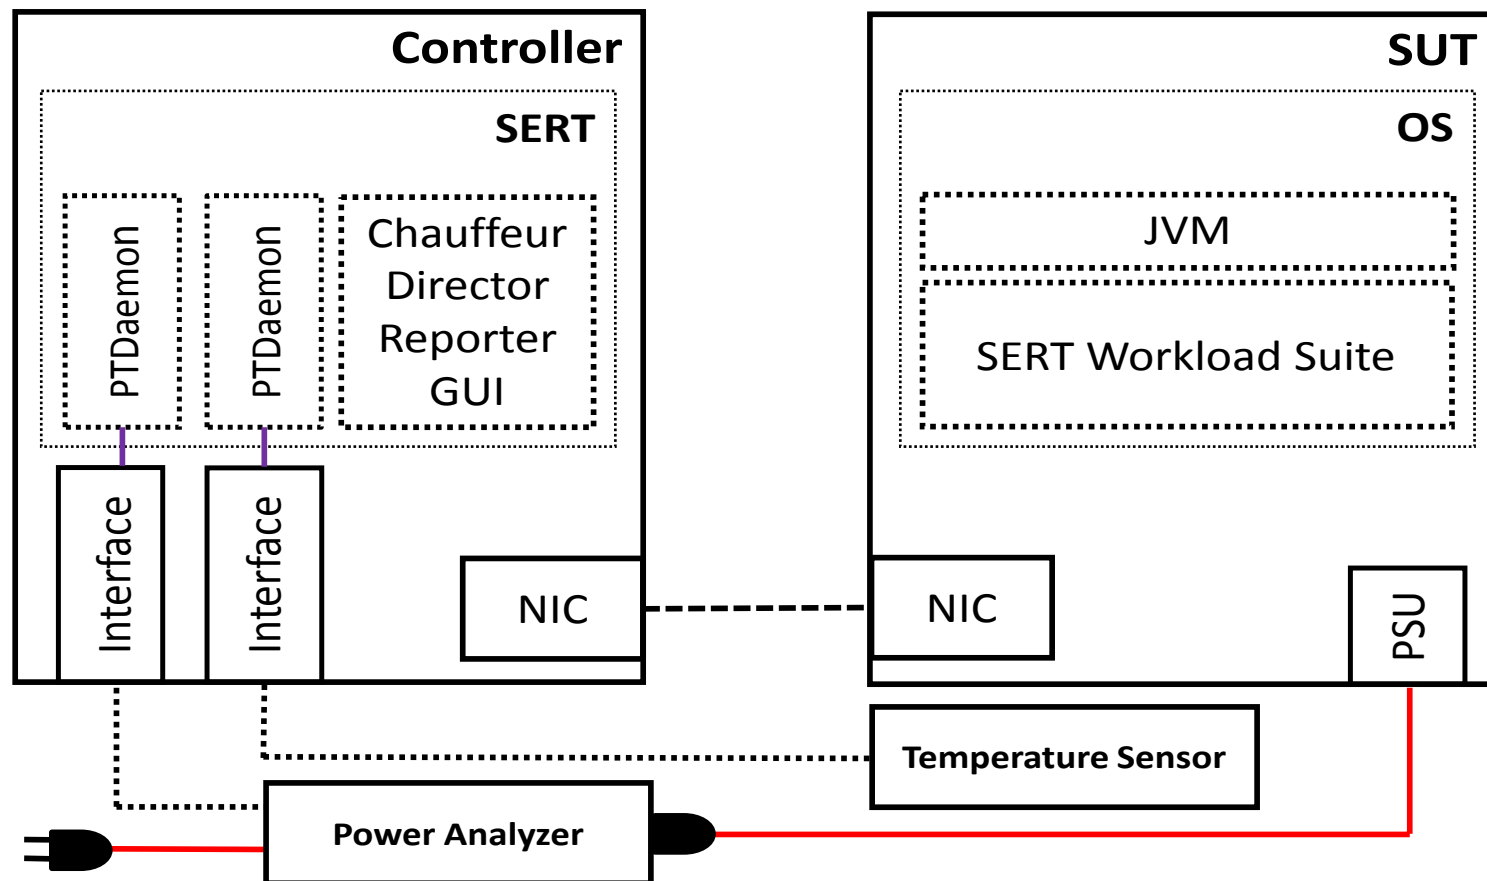 Controller
SERT
PTDaemon
PTDaemon
Chauffeur
Director
Reporter
GUI
Interface
Interface
NIC
SUT
OS
JVM
SERT Workload Suite
NIC
PSU
Temperature Sensor
Power Analyzer